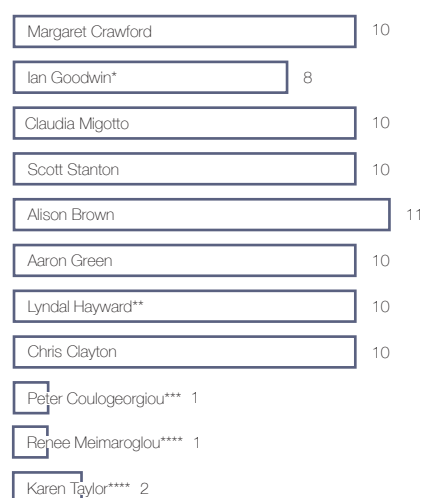 Margaret Crawford 10
Ian Goodwin* 8
Claudia Migotto 10
Scott Stanton 10
Alison Brown 11
Aaron Green 10
Lyndal Hayward** 10
Chris Clayton 10
Peter Coulogeorgiou*** 1
Renee Meimaroglou**** 1
Karen Taylor**** 2